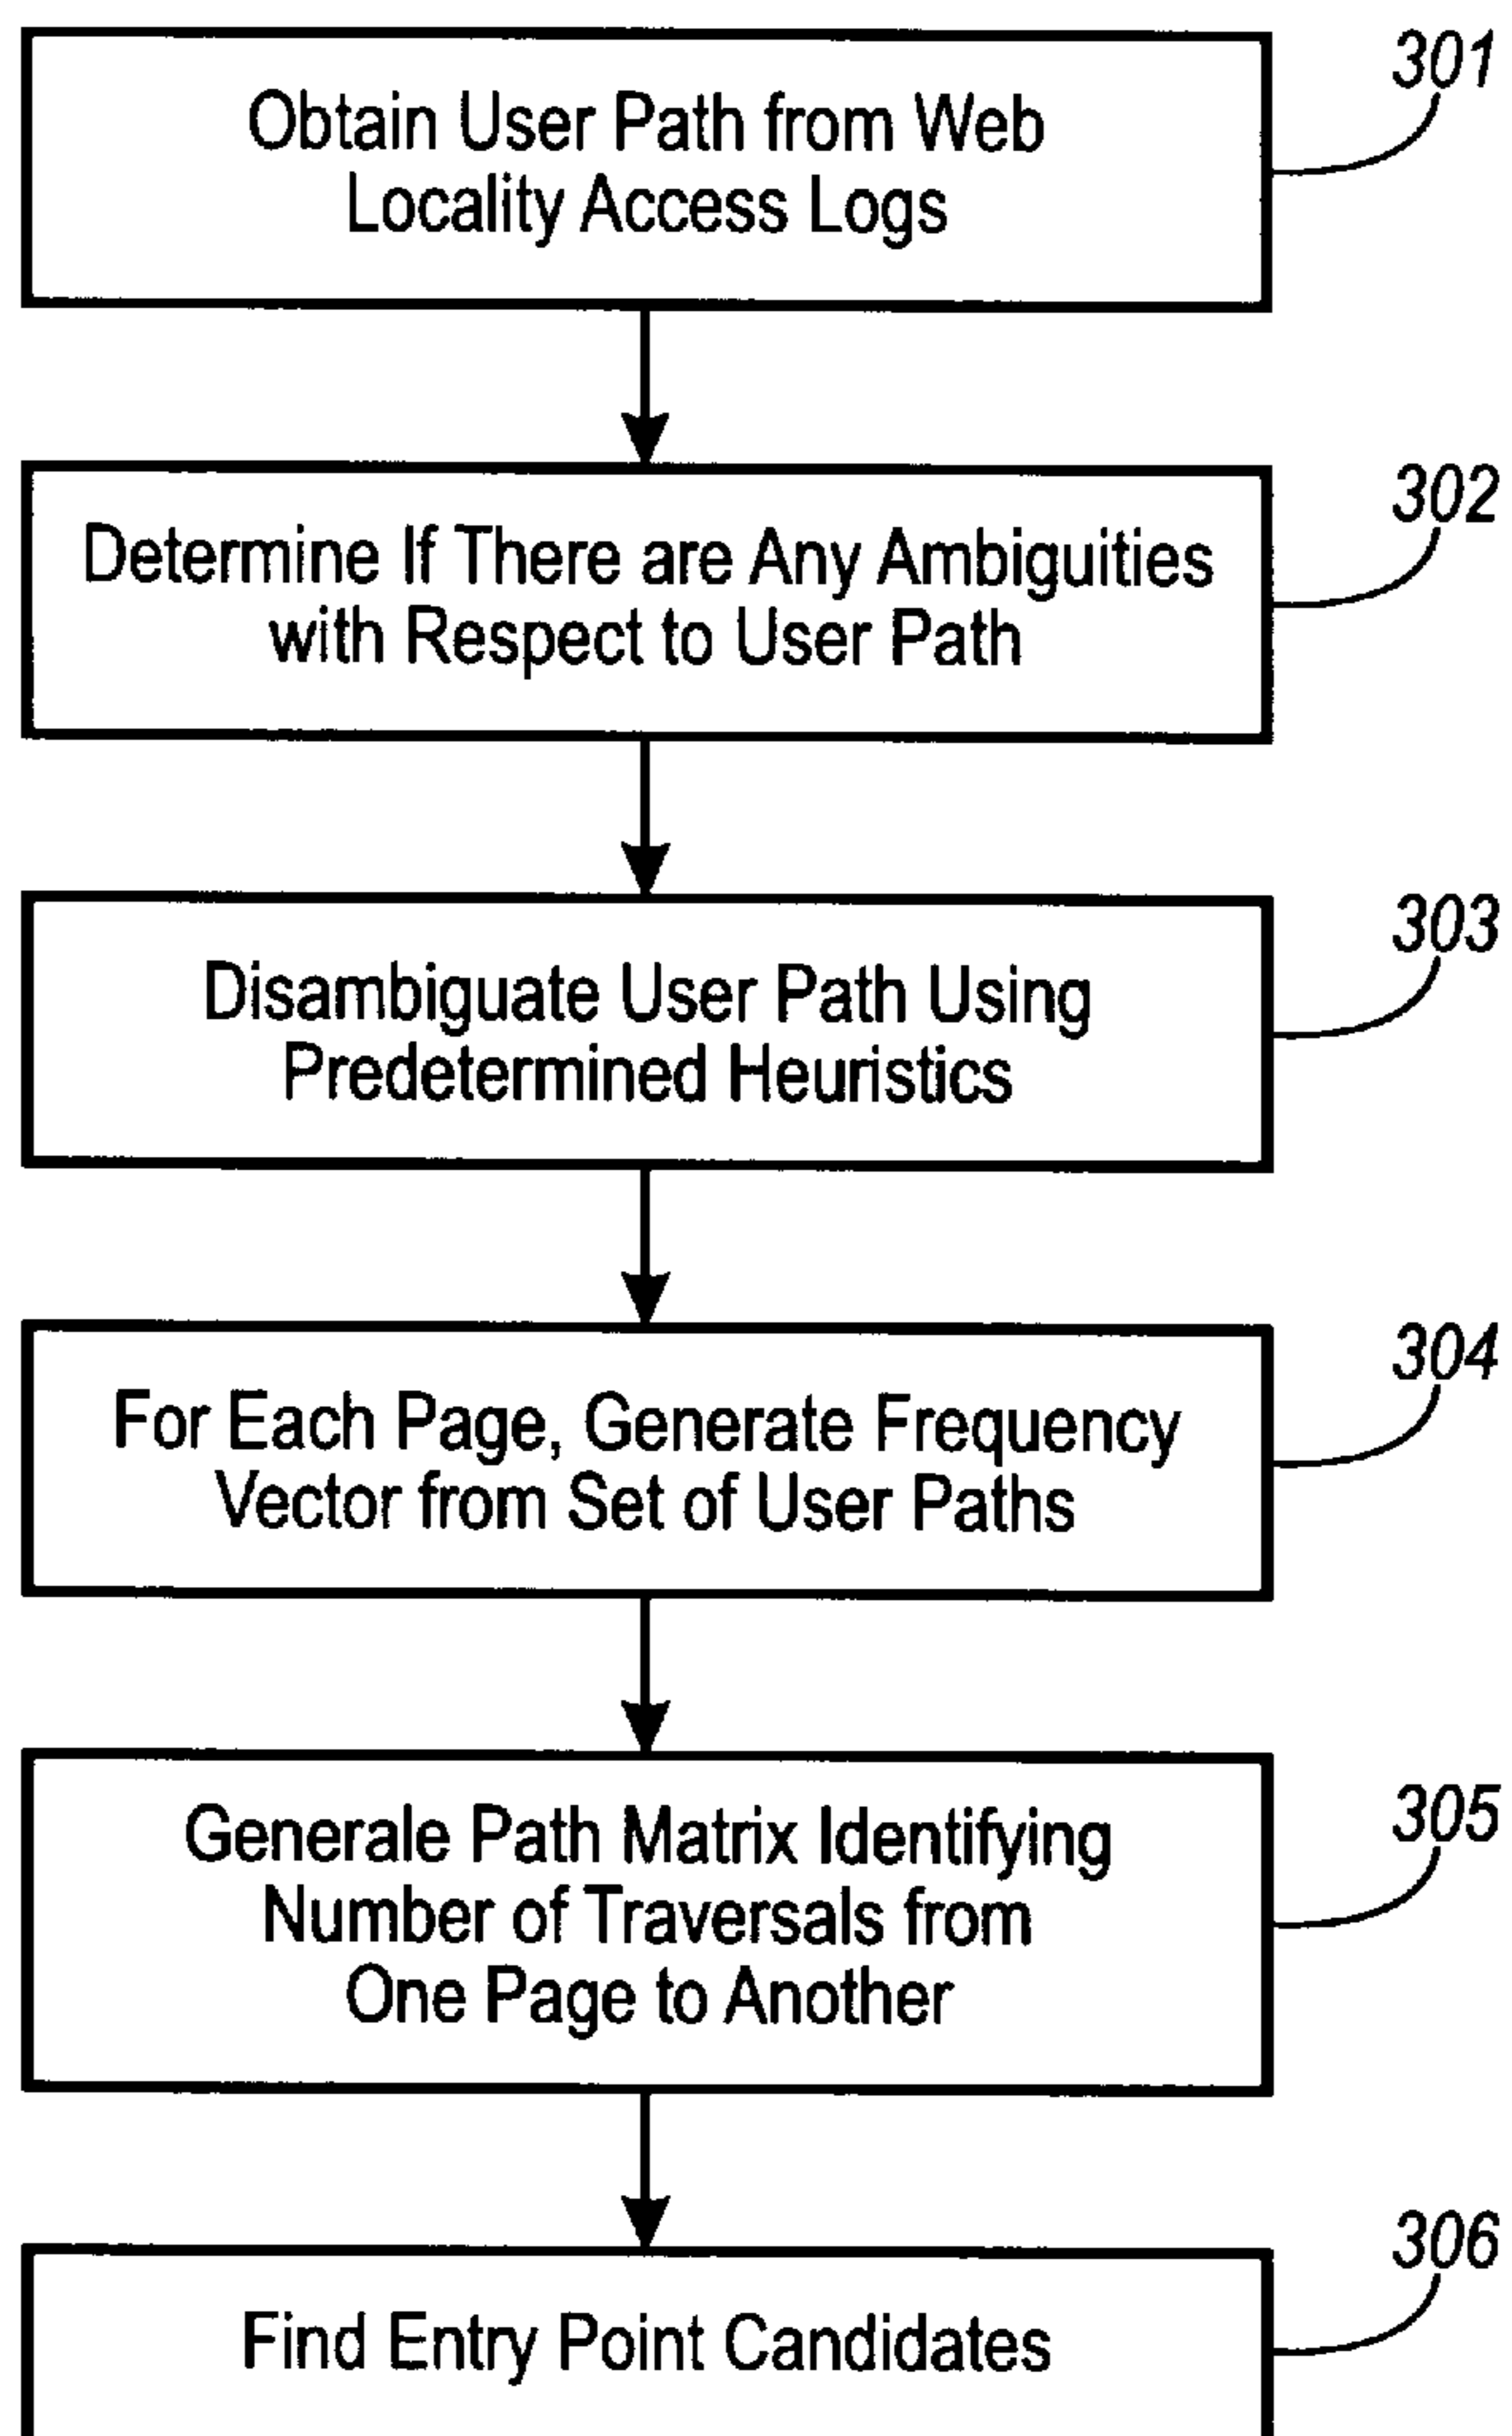 301
Obtain User Path from Web
Locality Access Logs
302
Determine If There are Any Ambiguities
with Respect to User Path
303
Disambiguate User Path Using
Predetermined Heuristics
304
For Each Page, Generate Frequency
Vector from Set of User Paths
305
Generale Path Matrix Identifying
Number of Traversals from
One Page to Another
306
Find Entry Point Candidates